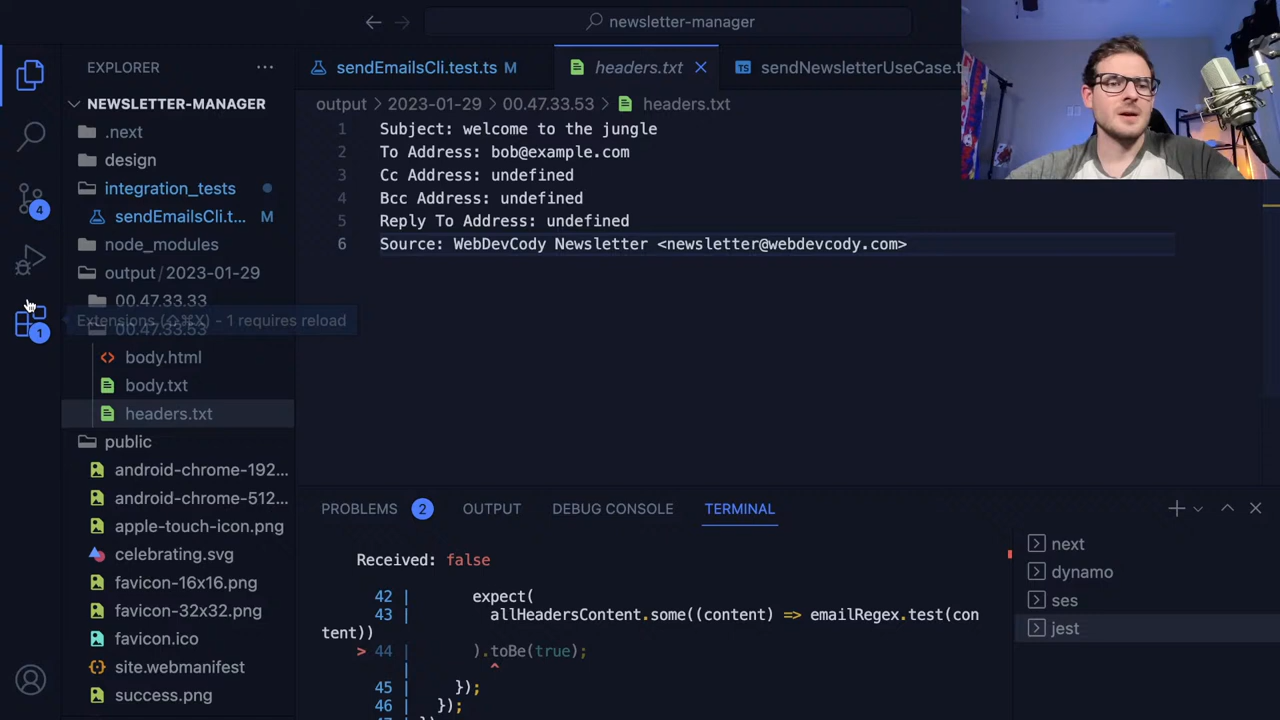 newsletter-manager
EXPLORER
sendEmailsCli.test.ts M
headers.txt
sendNewsletterUseCase.t
NEWSLETTER-MANAGER
output > 2023-01-29 > 00.47.33.53 > headers.txt
.next
design
integration_tests
sendEmailsCli.t... M
node_modules
output / 2023-01-29
00.47.33.33
00.47.33.53
body.html
body.txt
headers.txt
public
android-chrome-192...
android-chrome-512...
apple-touch-icon.png
celebrating.svg
favicon-16x16.png
favicon-32x32.png
favicon.ico
site.webmanifest
success.png
4
1
Extensions (⇧⌘X) - 1 requires reload
1 Subject: welcome to the jungle
2 To Address: bob@example.com
3 Cc Address: undefined
4 Bcc Address: undefined
5 Reply To Address: undefined
6 Source: WebDevCody Newsletter <newsletter@webdevcody.com>
PROBLEMS 2 OUTPUT DEBUG CONSOLE TERMINAL
Received: false
42 | expect(
43 | allHeadersContent.some((content) => emailRegex.test(con
tent))
> 44 | ).toBe(true);
| ^
45 | });
46 | });
47 | })
next
dynamo
ses
jest